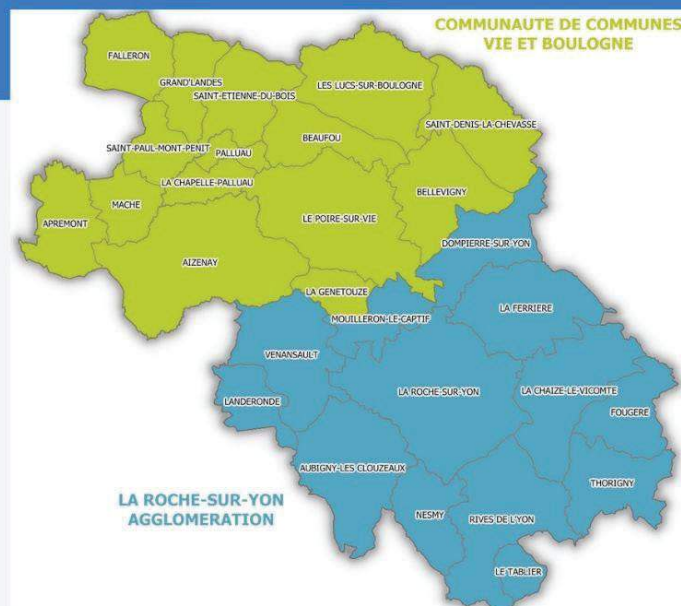 COMMUNAUTE DE COMMUNES
VIE ET BOULOGNE
FALLERON
GRAND'LANDES
LES LUCS-SUR-BOULOGNE
SAINT-ETIENNE-DU-BOIS
SAINT-DENIS-LA-CHEVASSE
BEAUFOU
SAINT-PAUL-MONT-PENIT
PALLUAU
LA CHAPELLE-PALLUAU
BELLEVIGNY
MACHE
LE POIRE-SUR-VIE
APREMONT
DOMPIERRE-SUR-YON
AIZENAY
LA GENETOUZE
LA FERRIERE
MOUILLERON-LE-CAPTIF
VENANSAULT
LA ROCHE-SUR-YON
LA CHAIZE-LE-VICOMTE
LANDERONDE
FOUGERE
AUBIGNY-LES CLOUZEAUX
THORIGNY
LA ROCHE-SUR-YON
AGGLOMERATION
NESMY
RIVES DE L'YON
LE TABLIER